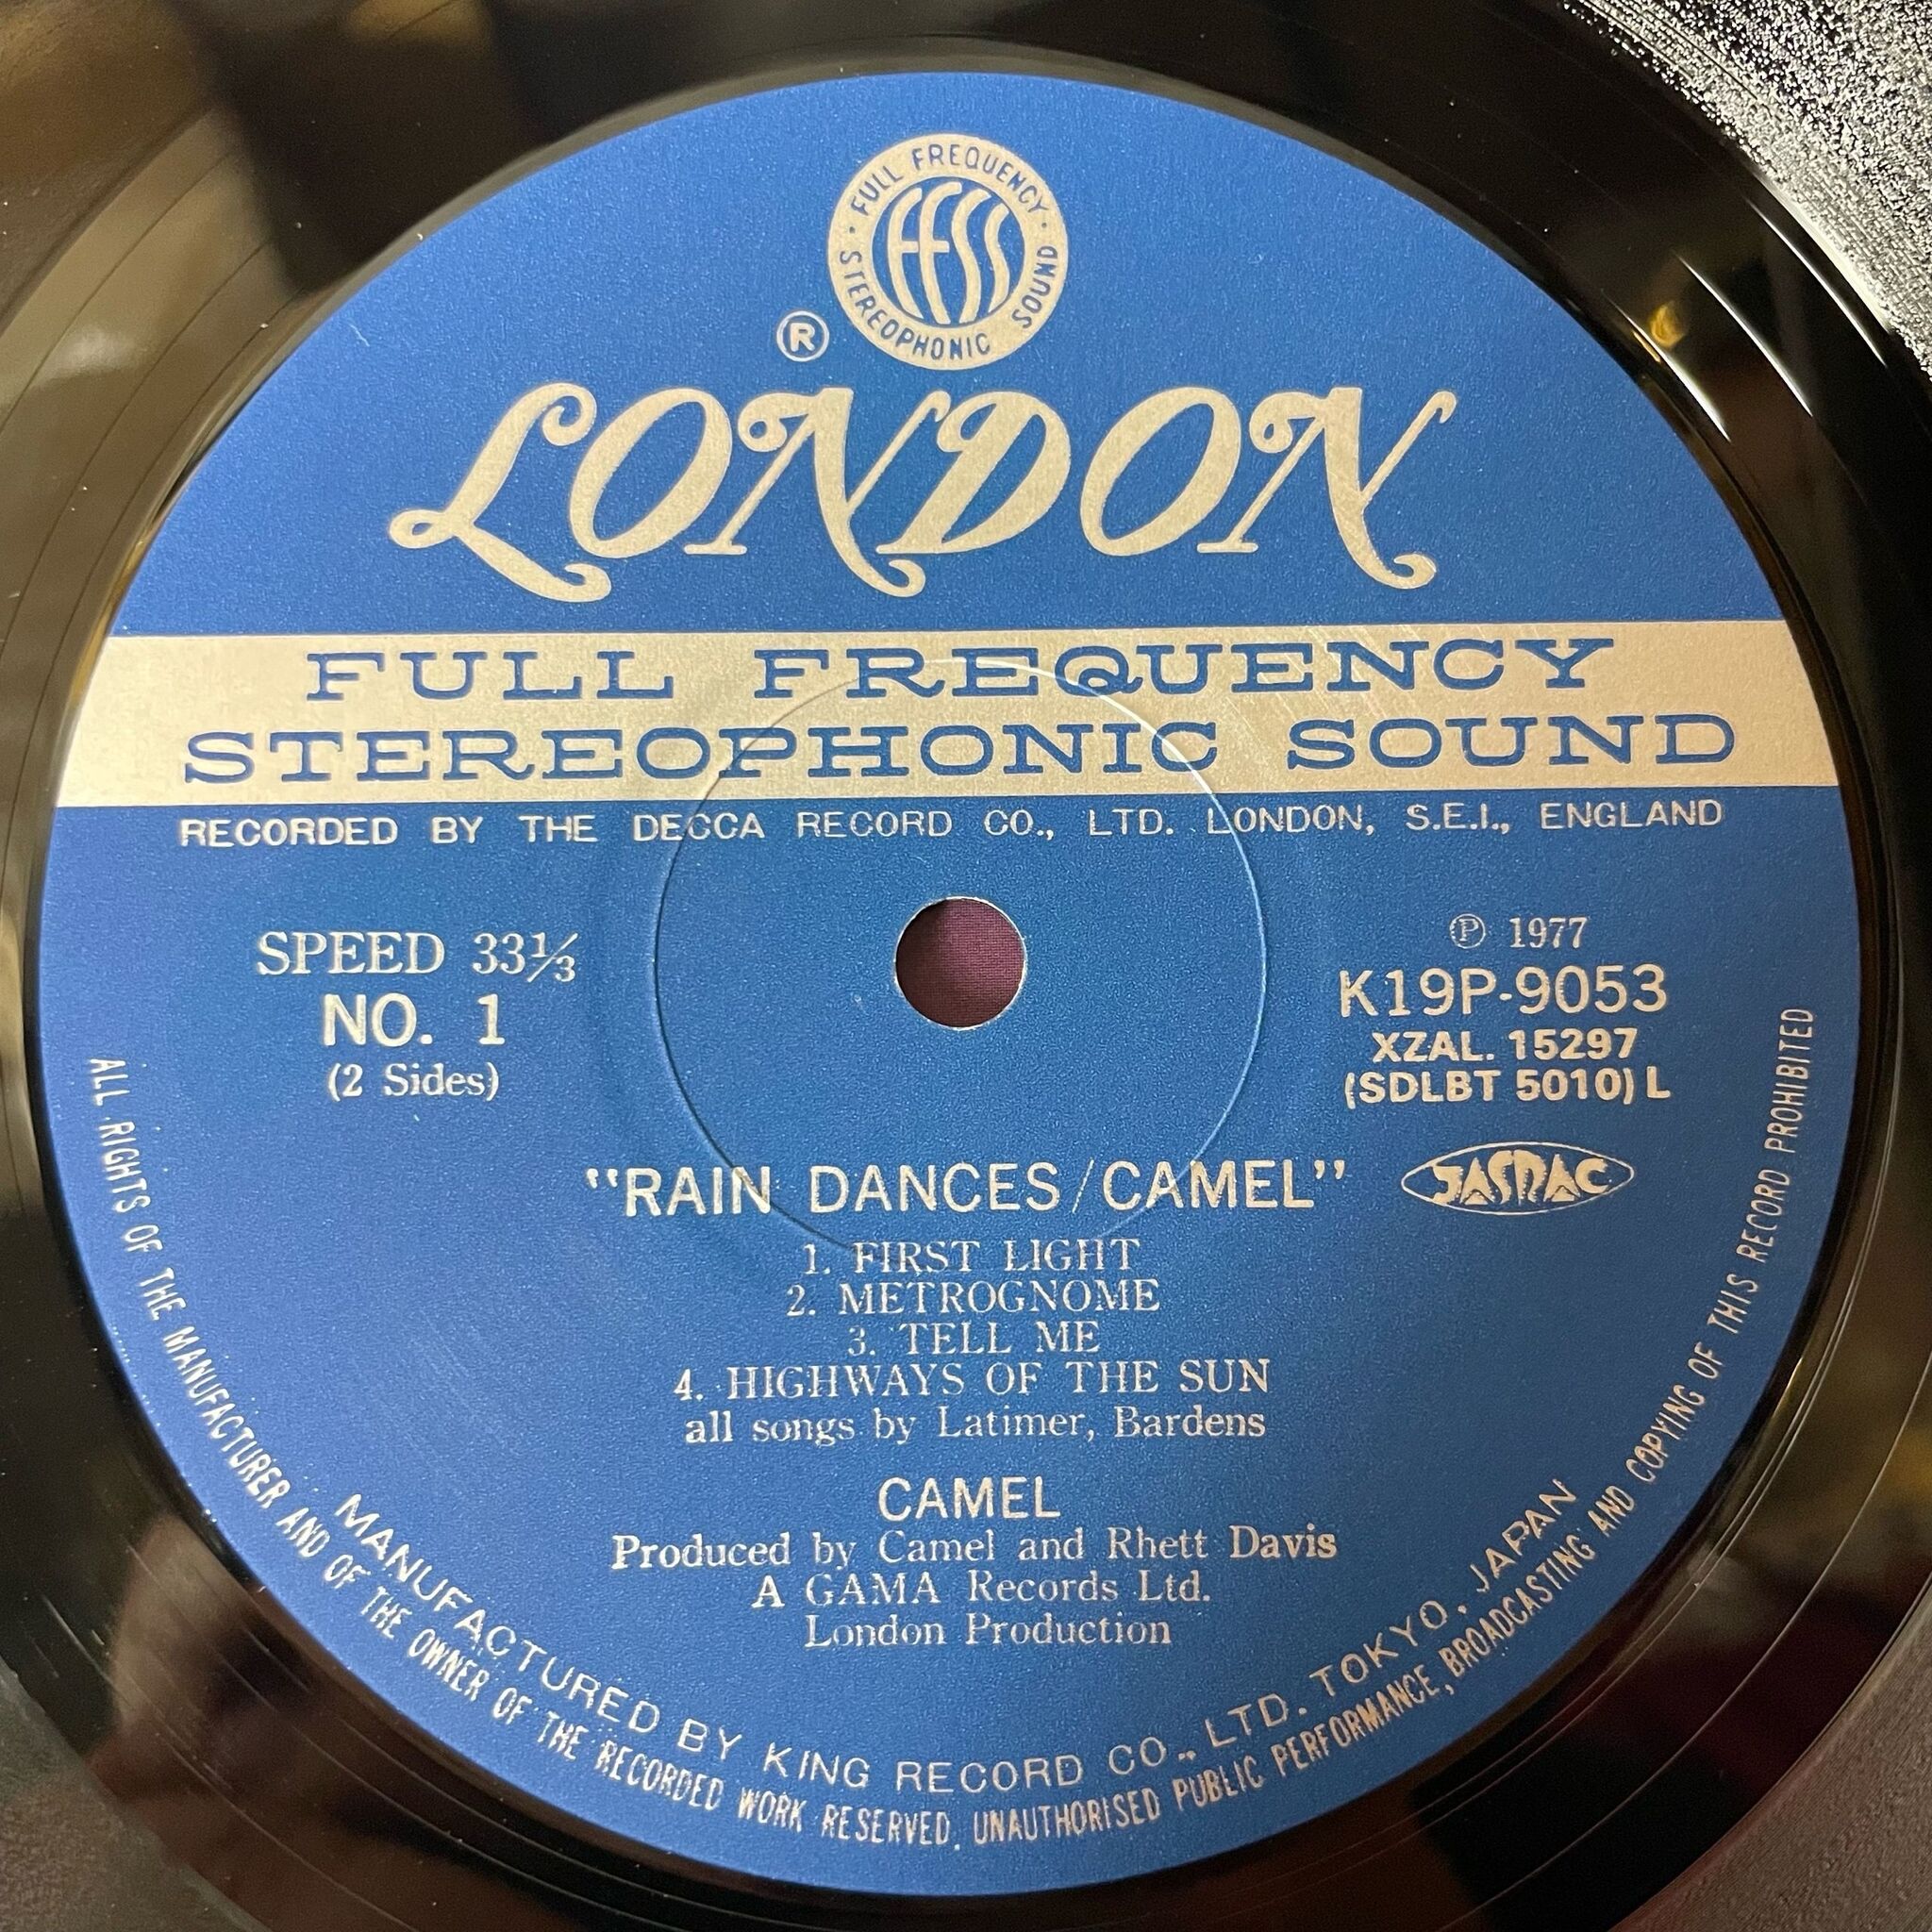 · FULL FREQUENCY ·
FFSS
STEREOPHONIC SOUND
®
LONDON
FULL FREQUENCY
STEREOPHONIC SOUND
RECORDED BY THE DECCA RECORD CO., LTD. LONDON, S.E.I., ENGLAND
SPEED 33⅓
NO. 1
(2 Sides)
℗ 1977
K19P-9053
XZAL. 15297
(SDLBT 5010) L
"RAIN DANCES/CAMEL"
JASRAC
1. FIRST LIGHT
2. METROGNOME
3. TELL ME
4. HIGHWAYS OF THE SUN
all songs by Latimer, Bardens
CAMEL
Produced by Camel and Rhett Davis
A GAMA Records Ltd.
London Production
MANUFACTURED BY KING RECORD CO., LTD. TOKYO, JAPAN
ALL RIGHTS OF THE MANUFACTURER AND OF THE OWNER OF THE RECORDED WORK RESERVED. UNAUTHORISED PUBLIC PERFORMANCE, BROADCASTING AND COPYING OF THIS RECORD PROHIBITED